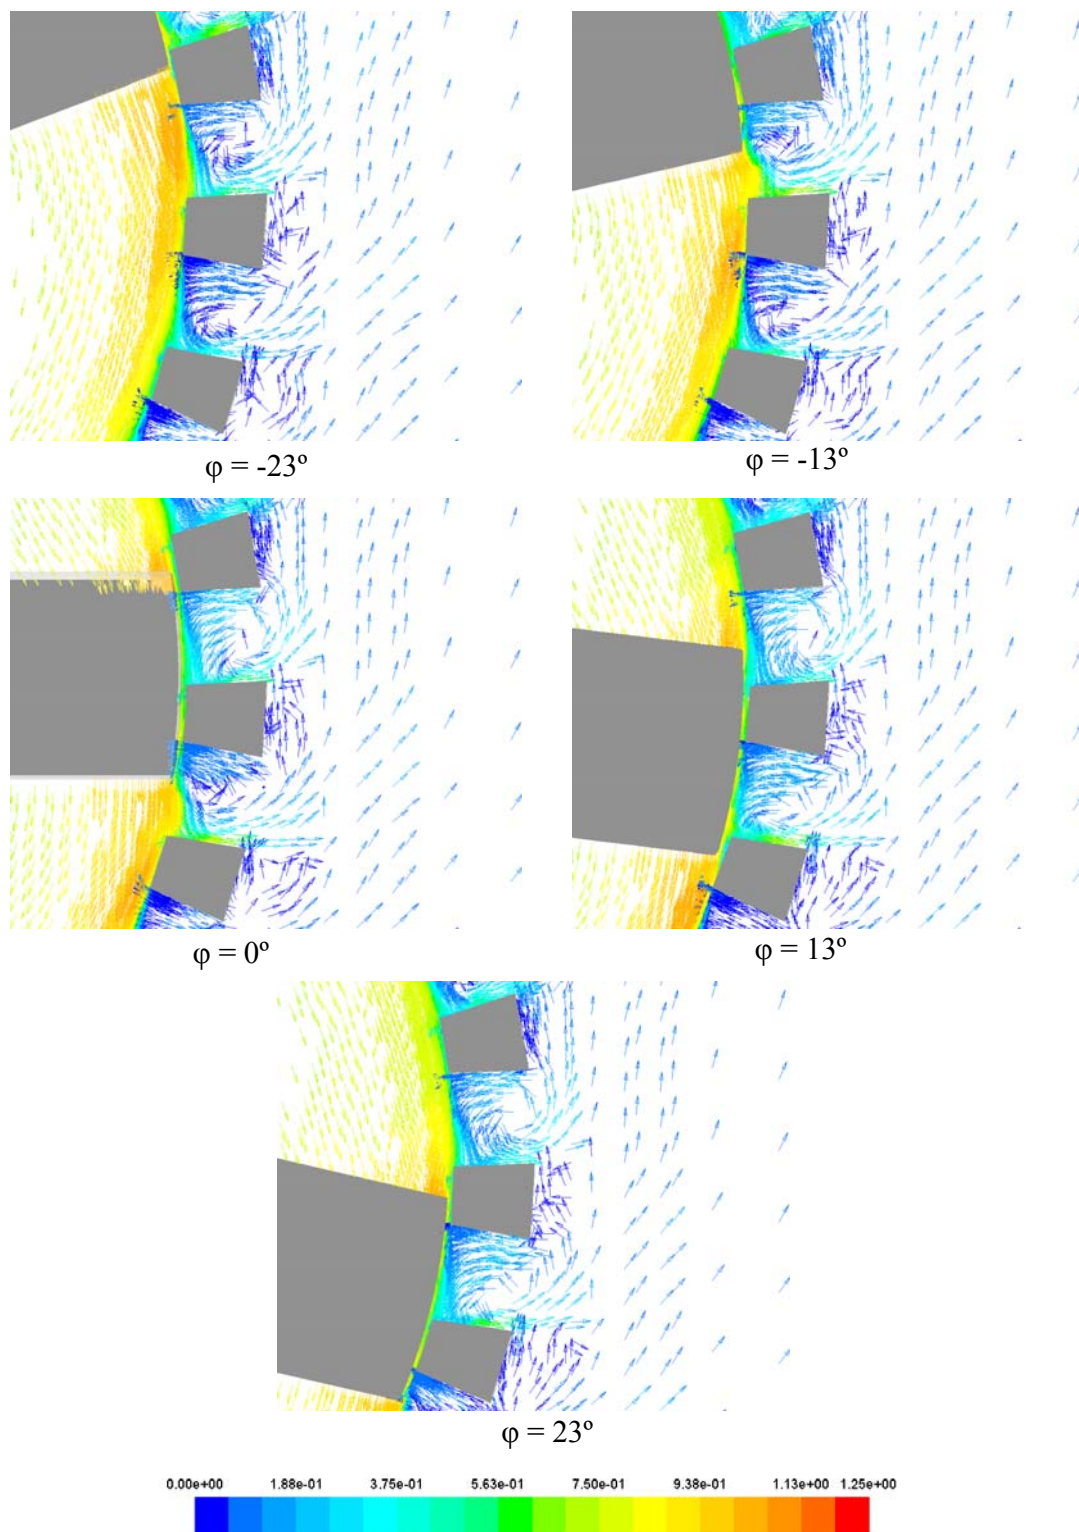 φ = -23º
φ = -13º
φ = 0º
φ = 13º
φ = 23º
0.00e+00 1.88e-01 3.75e-01 5.63e-01 7.50e-01 9.38e-01 1.13e+00 1.25e+00